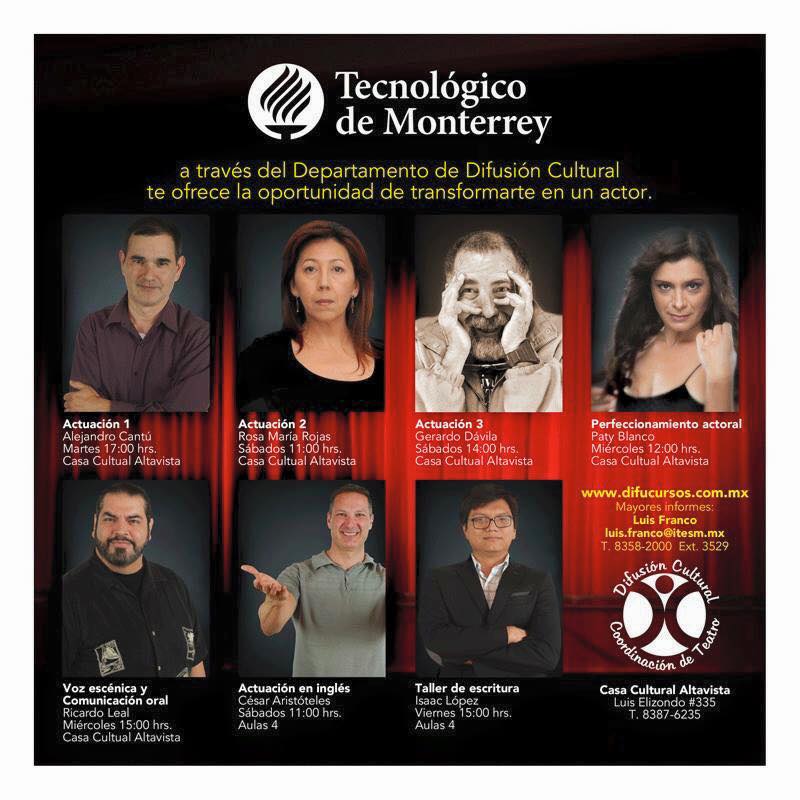 Tecnológico
de Monterrey
a través del Departamento de Difusión Cultural
te ofrece la oportunidad de transformarte en un actor.
Actuación 1
Alejandro Cantú
Martes 17:00 hrs.
Casa Cultual Altavista
Actuación 2
Rosa María Rojas
Sábados 11:00 hrs.
Casa Cultual Altavista
Actuación 3
Gerardo Dávila
Sábados 14:00 hrs.
Casa Cultual Altavista
Perfeccionamiento actoral
Paty Blanco
Miércoles 12:00 hrs.
Casa Cultual Altavista
Voz escénica y
Comunicación oral
Ricardo Leal
Miércoles 15:00 hrs.
Casa Cultual Altavista
Actuación en inglés
César Aristóteles
Sábados 11:00 hrs.
Aulas 4
Taller de escritura
Isaac López
Viernes 15:00 hrs.
Aulas 4
www.difucursos.com.mx
Mayores informes:
Luis Franco
luis.franco@itesm.mx
T. 8358-2000 Ext. 3529
Difusión Cultural
Coordinación de Teatro
Casa Cultural Altavista
Luis Elizondo #335
T. 8387-6235